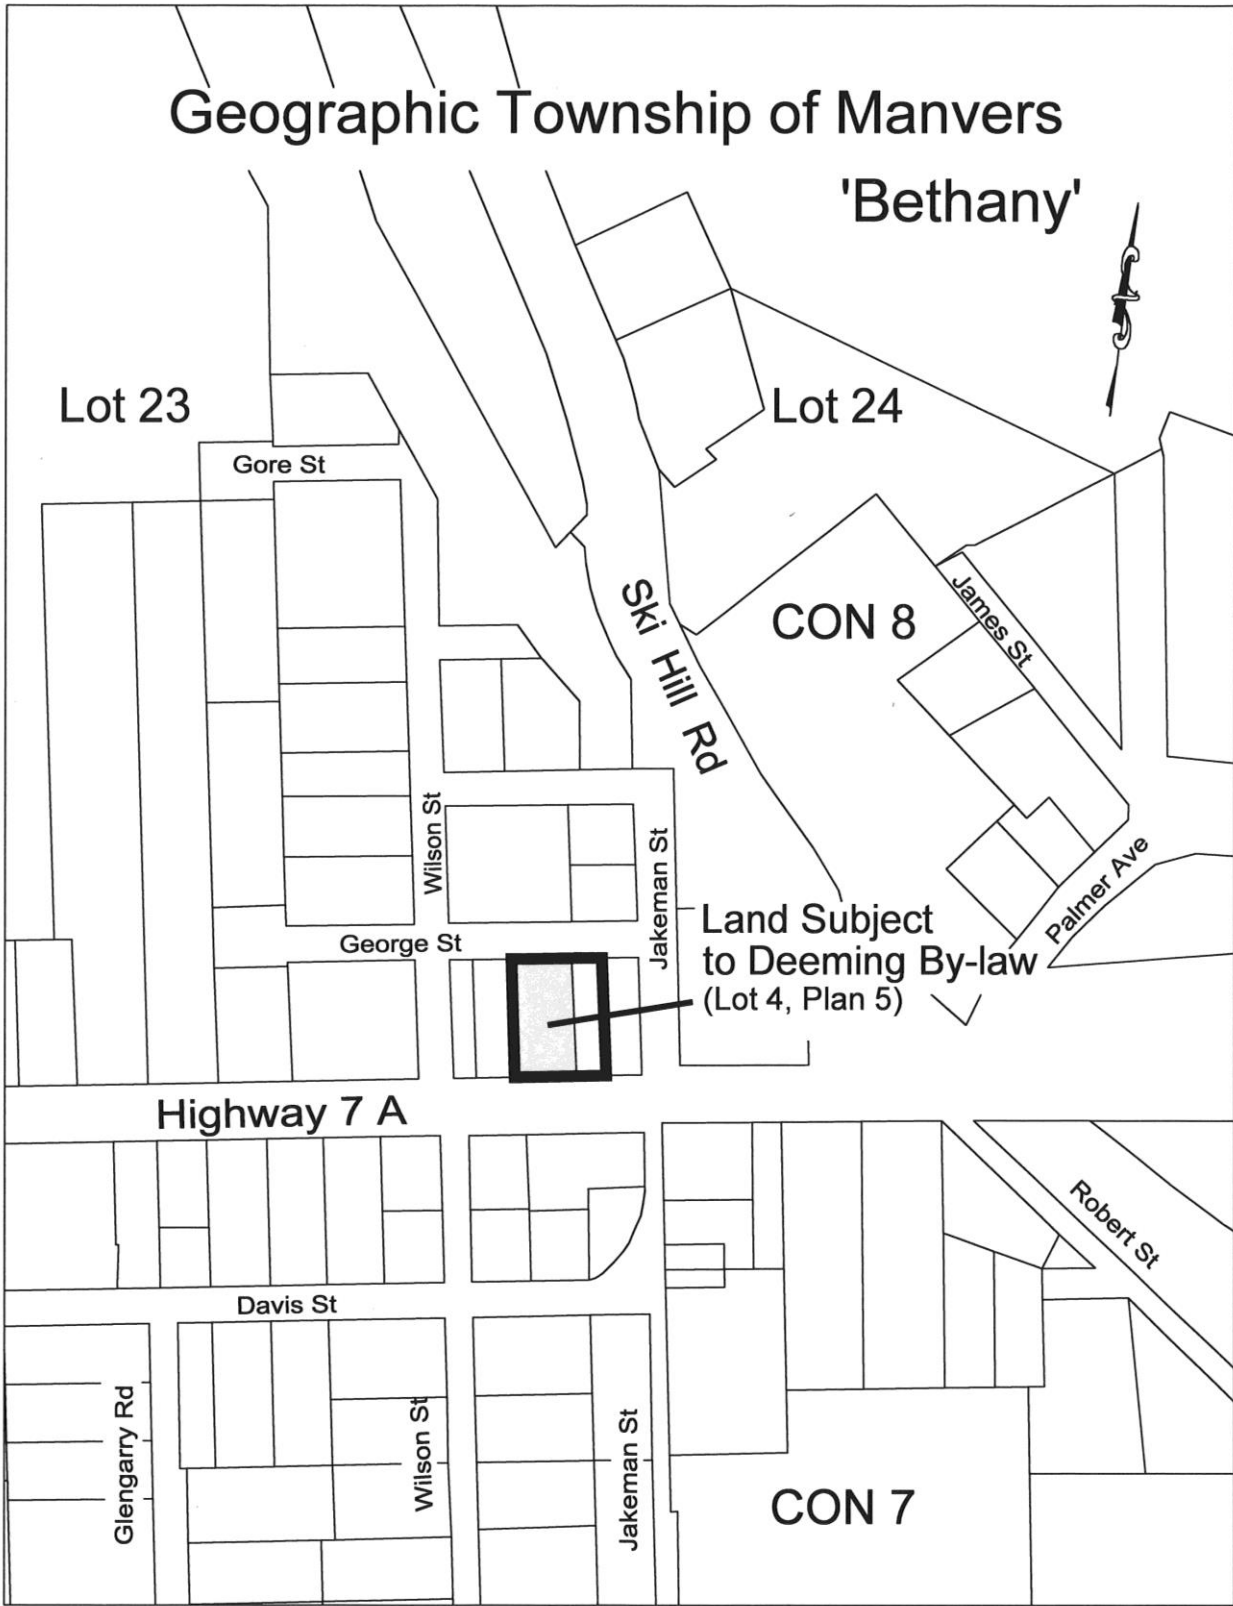 Geographic Township of Manvers
'Bethany'
Lot 23
Lot 24
Gore St
Ski Hill Rd
CON 8
James St
Wilson St
Jakeman St
Palmer Ave
George St
Land Subject
to Deeming By-law
(Lot 4, Plan 5)
Highway 7 A
Robert St
Davis St
Glengarry Rd
Wilson St
Jakeman St
CON 7